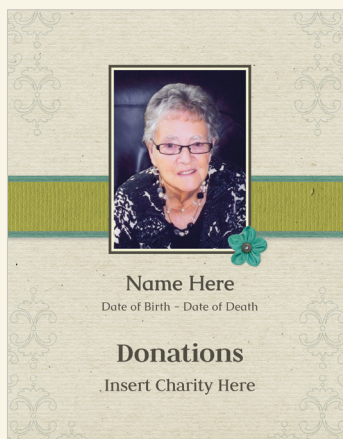 Name Here
Date of Birth - Date of Death
Donations
Insert Charity Here